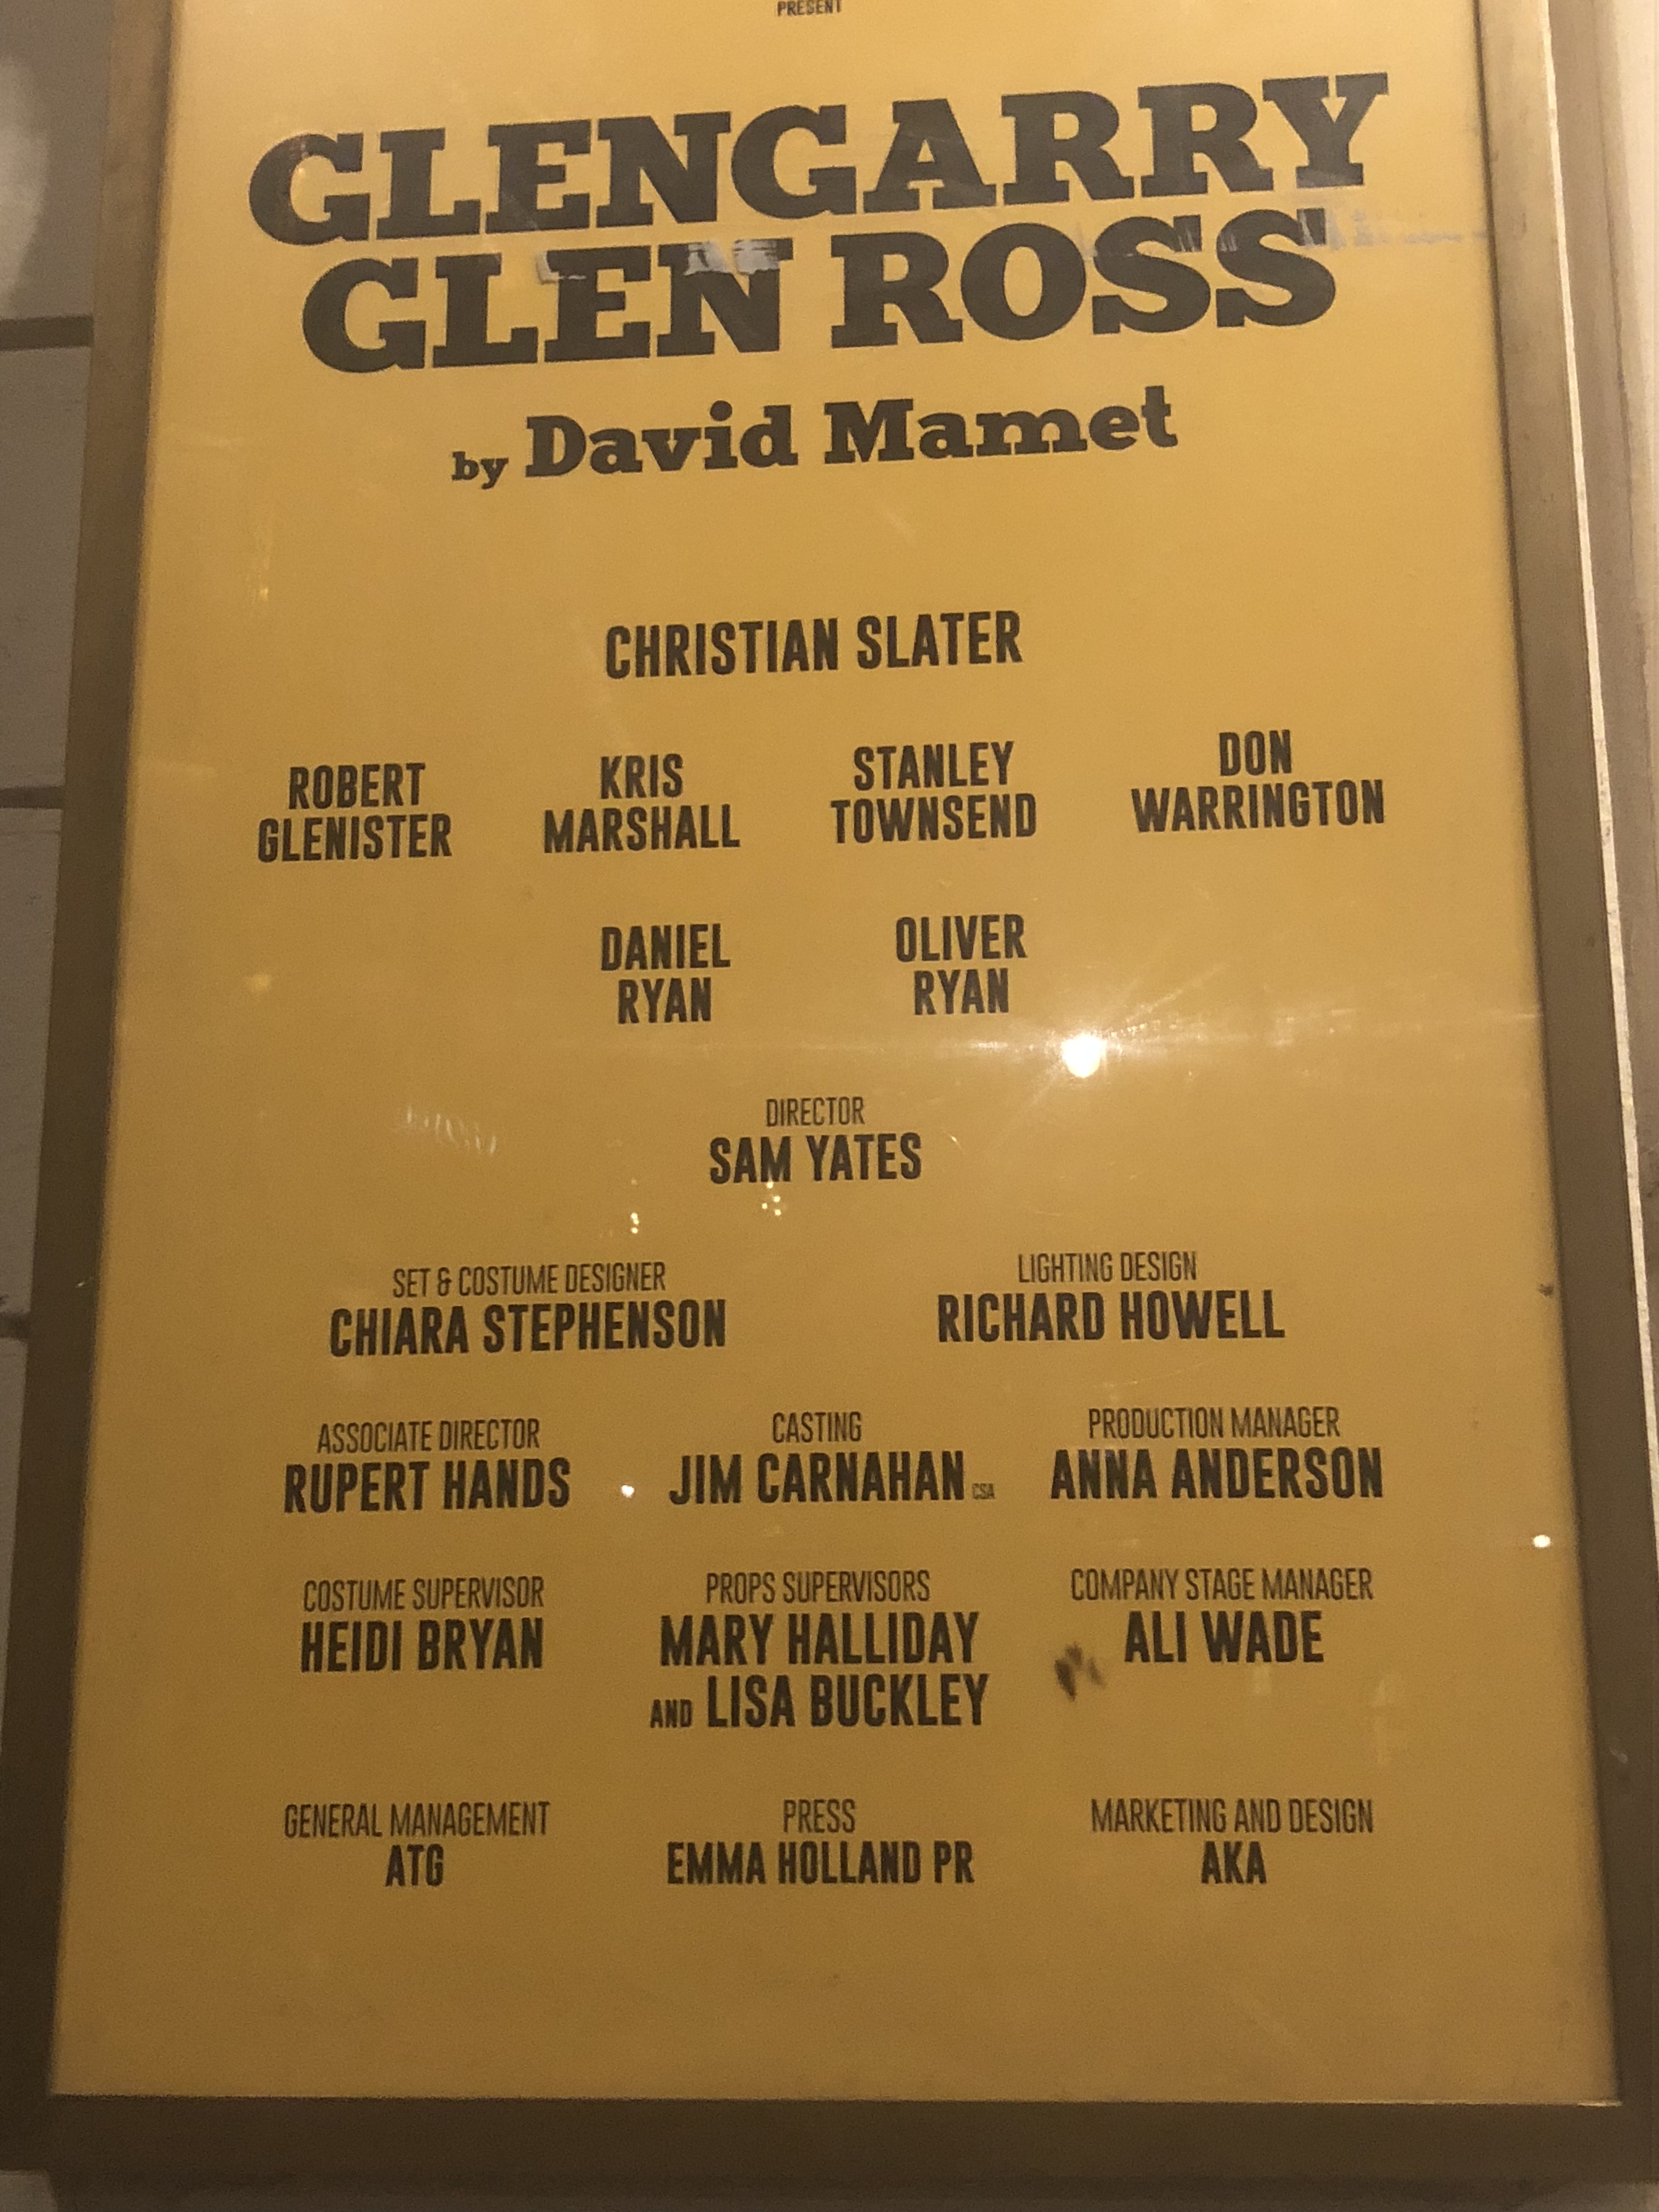 PRESENT
GLENGARRY
GLEN ROSS
by David Mamet
CHRISTIAN SLATER
ROBERT
GLENISTER
KRIS
MARSHALL
STANLEY
TOWNSEND
DON
WARRINGTON
DANIEL
RYAN
OLIVER
RYAN
DIRECTOR
SAM YATES
SET & COSTUME DESIGNER
CHIARA STEPHENSON
LIGHTING DESIGN
RICHARD HOWELL
ASSOCIATE DIRECTOR
RUPERT HANDS
CASTING
JIM CARNAHAN CSA
PRODUCTION MANAGER
ANNA ANDERSON
COSTUME SUPERVISOR
HEIDI BRYAN
PROPS SUPERVISORS
MARY HALLIDAY
AND LISA BUCKLEY
COMPANY STAGE MANAGER
ALI WADE
GENERAL MANAGEMENT
ATG
PRESS
EMMA HOLLAND PR
MARKETING AND DESIGN
AKA